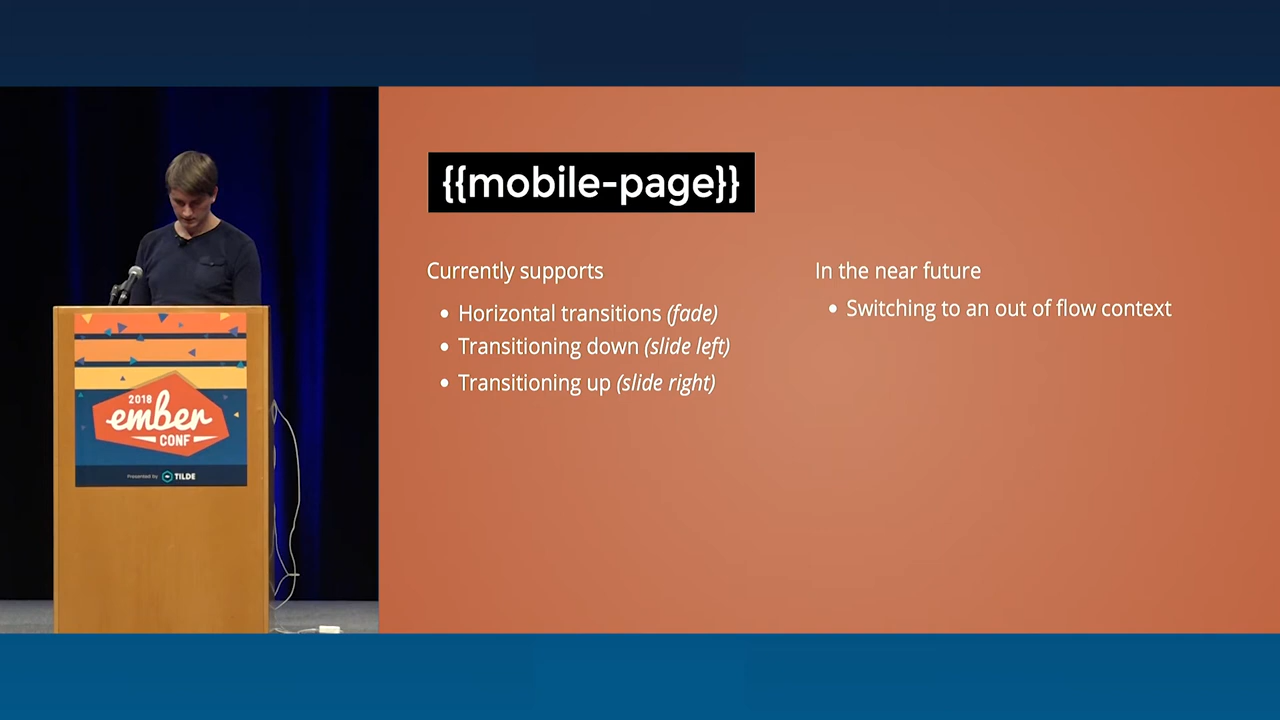 {{mobile-page}}
Currently supports
• Horizontal transitions (fade)
• Transitioning down (slide left)
• Transitioning up (slide right)
In the near future
• Switching to an out of flow context
2018
ember
CONF
Presented by TILDE